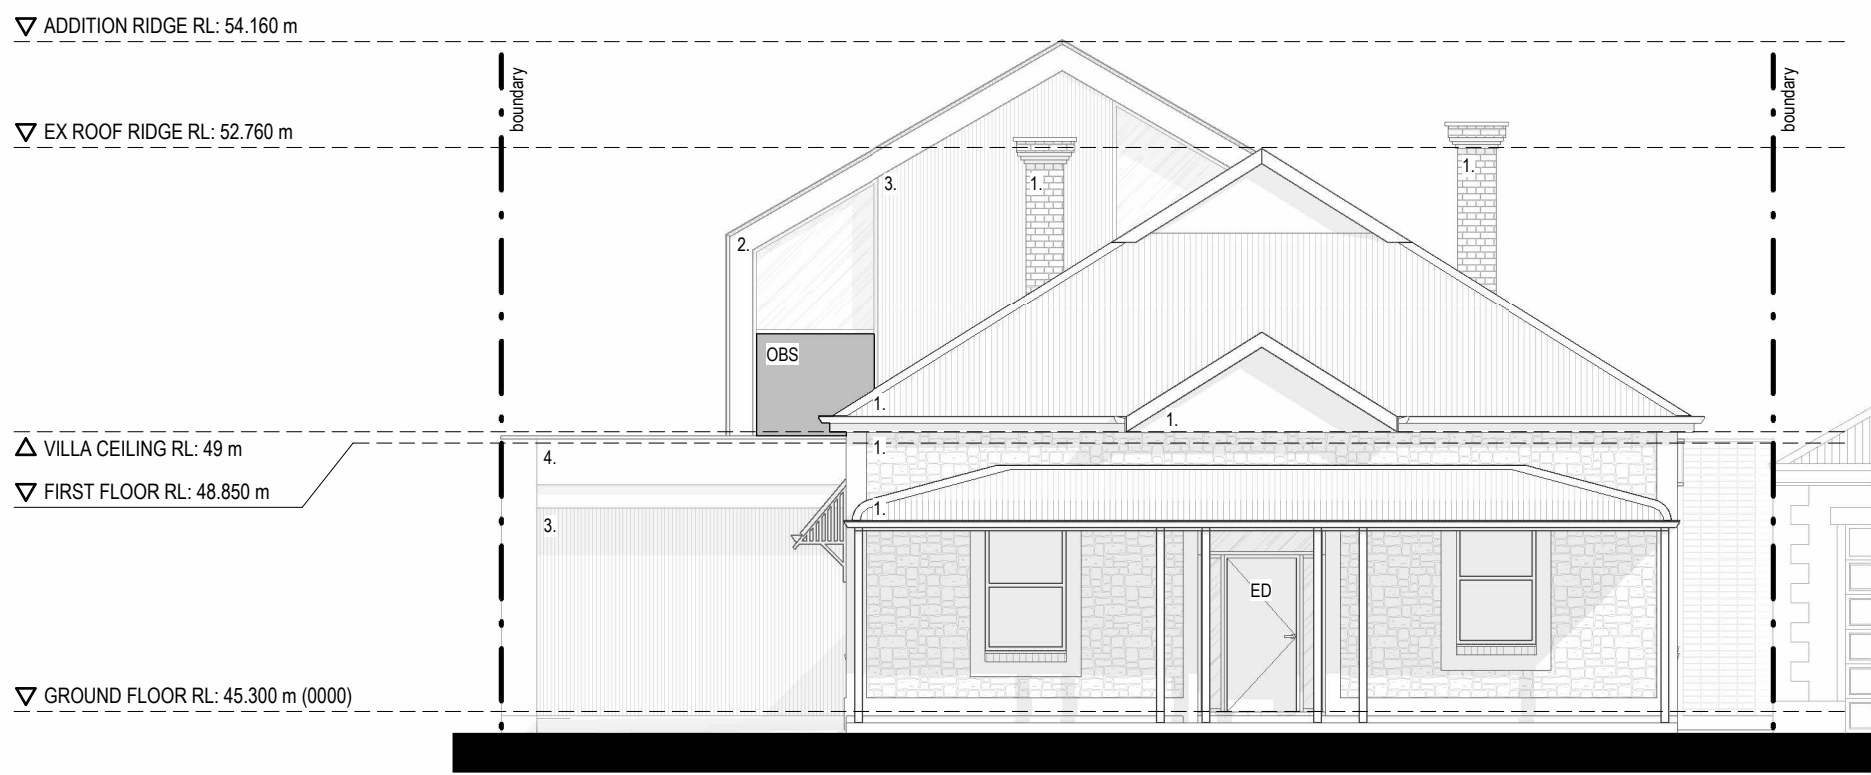 ADDITION RIDGE RL: 54.160 m
boundary
boundary
EX ROOF RIDGE RL: 52.760 m
1.
3.
1.
2.
OBS
1.
1.
VILLA CEILING RL: 49 m
1.
4.
FIRST FLOOR RL: 48.850 m
1.
3.
ED
GROUND FLOOR RL: 45.300 m (0000)